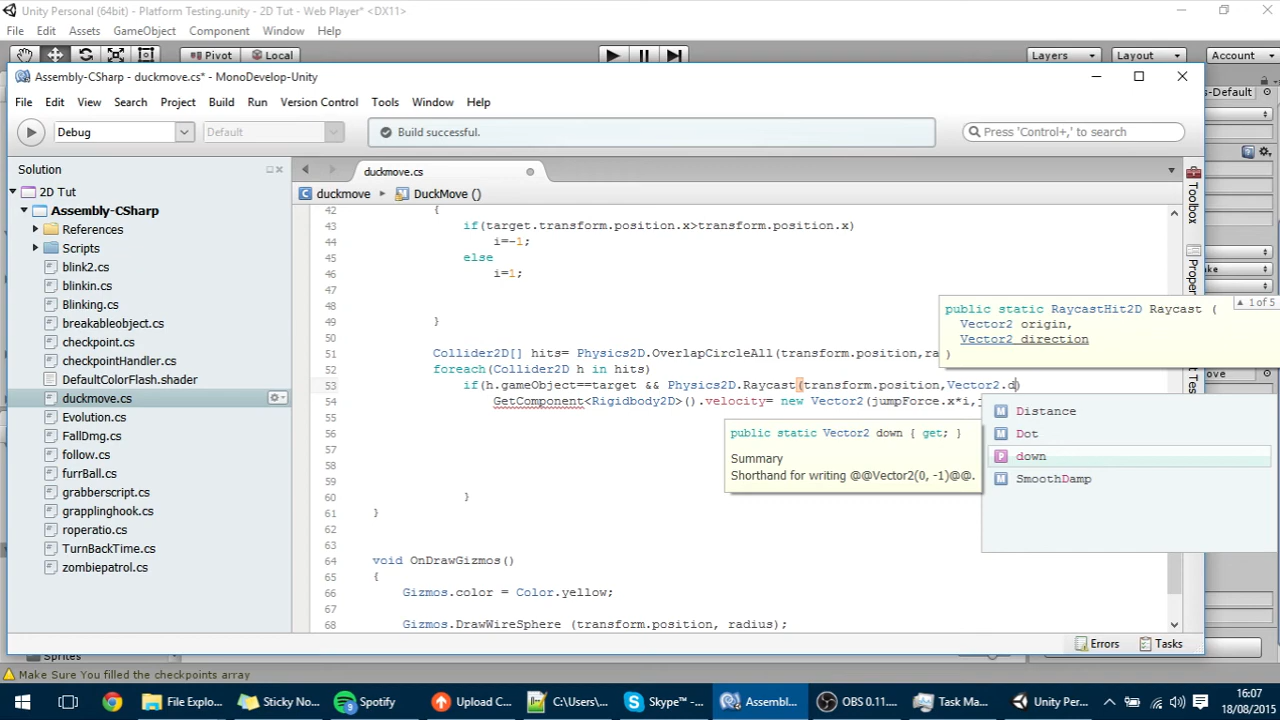 Unity Personal (64bit) - Platform Testing.unity - 2D Tut - Web Player* <DX11>
File Edit Assets GameObject Component Window Help
Pivot Local Layers Layout Account
Assembly-CSharp - duckmove.cs* - MonoDevelop-Unity
s-Default
File Edit View Search Project Build Run Version Control Tools Window Help
Debug Default Build successful. Press 'Control+,' to search
Solution
duckmove.cs
2D Tut
duckmove DuckMove ()
Assembly-CSharp
References
Scripts
blink2.cs
blinkin.cs
Blinking.cs
breakableobject.cs
checkpoint.cs
checkpointHandler.cs
DefaultColorFlash.shader
duckmove.cs
Evolution.cs
FallDmg.cs
follow.cs
furrBall.cs
grabberscript.cs
grapplinghook.cs
roperatio.cs
TurnBackTime.cs
zombiepatrol.cs
42 {
43 if(target.transform.position.x>transform.position.x)
44 i=-1;
45 else
46 i=1;
47
48
49 }
50
51 Collider2D[] hits= Physics2D.OverlapCircleAll(transform.position,ra
52 foreach(Collider2D h in hits)
53 if(h.gameObject==target && Physics2D.Raycast(transform.position,Vector2.d)
54 GetComponent<Rigidbody2D>().velocity= new Vector2(jumpForce.x*i,j
55
56
57
58
59
60 }
61 }
62
63
64 void OnDrawGizmos()
65 {
66 Gizmos.color = Color.yellow;
67
68 Gizmos.DrawWireSphere (transform.position, radius);
▲ 1 of 5
public static RaycastHit2D Raycast (
Vector2 origin,
Vector2 direction
)
Distance
Dot
down
SmoothDamp
public static Vector2 down { get; }
Summary
Shorthand for writing @@Vector2(0, -1)@@.
Toolbox
Proper
t Tes
ake
Errors Tasks
Sprites
Make Sure You filled the checkpoints array
File Explo... Sticky No... Spotify Upload C... C:\Users\... Skype™ -... Assembl... OBS 0.11.... Task Ma... Unity Per...
16:07
18/08/2015